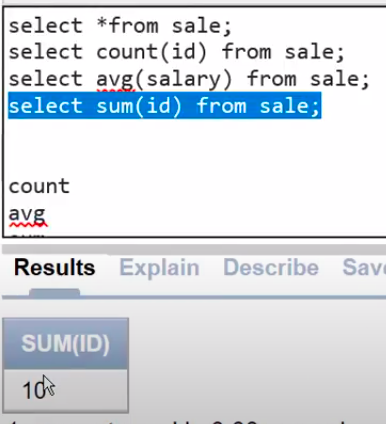 select *from sale;
select count(id) from sale;
select avg(salary) from sale;
select sum(id) from sale;
count
avg
Results Explain Describe Sav
SUM(ID)
10